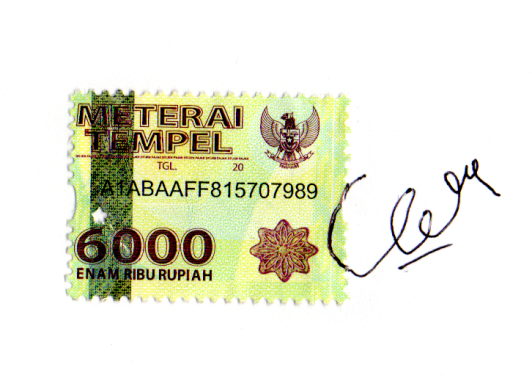 METERAI
TEMPEL
TGL. 20
A1ABAAFF815707989
6000
ENAM RIBU RUPIAH